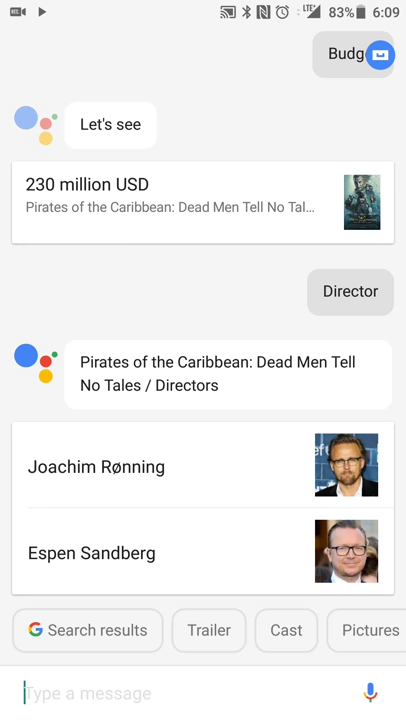 REC
LTE
83%
6:09
Budg
Let's see
230 million USD
Pirates of the Caribbean: Dead Men Tell No Tal...
Director
Pirates of the Caribbean: Dead Men Tell
No Tales / Directors
Joachim Rønning
Espen Sandberg
Search results
Trailer
Cast
Pictures
Type a message